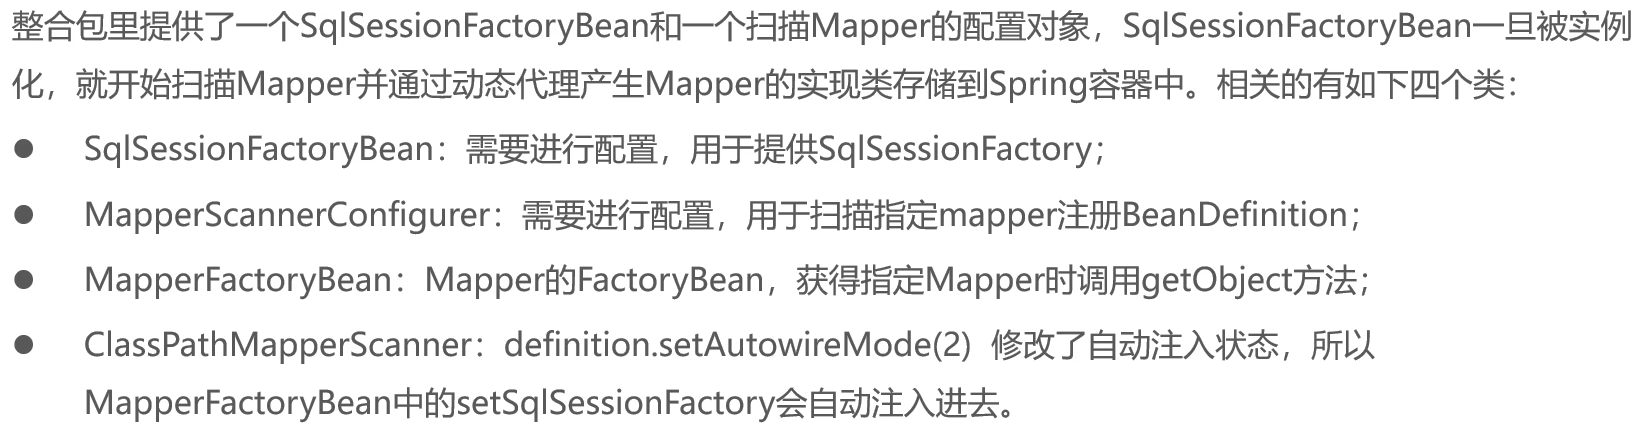 整合包里提供了一个SqlSessionFactoryBean和一个扫描Mapper的配置对象，SqlSessionFactoryBean一旦被实例
化，就开始扫描Mapper并通过动态代理产生Mapper的实现类存储到Spring容器中。相关的有如下四个类：
● SqlSessionFactoryBean：需要进行配置，用于提供SqlSessionFactory；
● MapperScannerConfigurer：需要进行配置，用于扫描指定mapper注册BeanDefinition；
● MapperFactoryBean：Mapper的FactoryBean，获得指定Mapper时调用getObject方法；
● ClassPathMapperScanner：definition.setAutowireMode(2) 修改了自动注入状态，所以
MapperFactoryBean中的setSqlSessionFactory会自动注入进去。